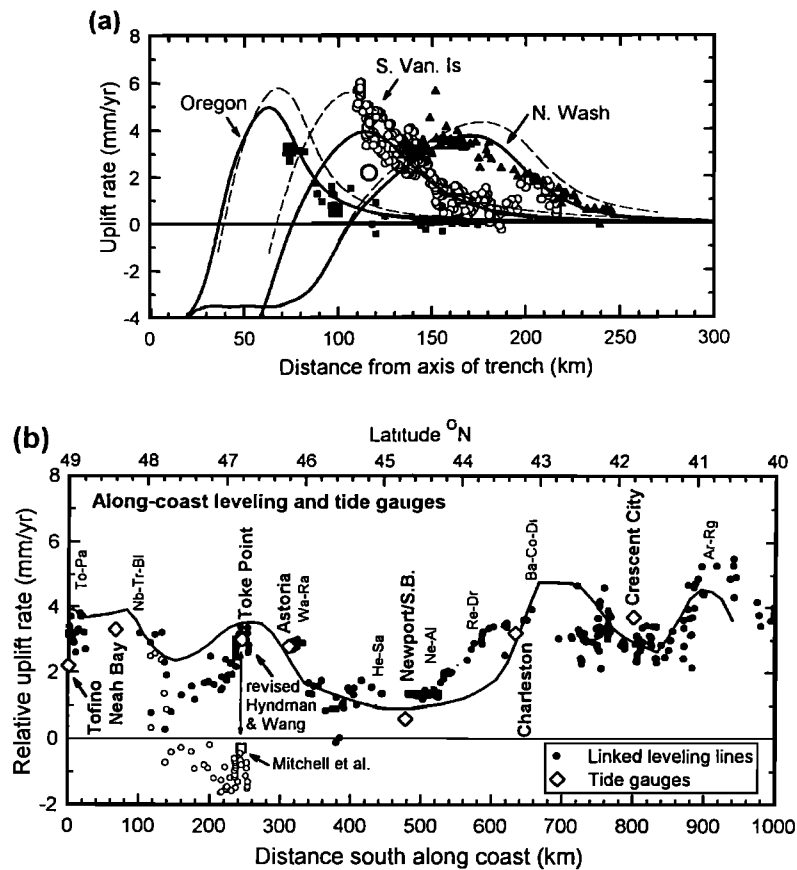 (a)
8
6
4
2
0
-2
-4
Uplift rate (mm/yr)
Oregon
S. Van. Is
N. Wash
0 50 100 150 200 250 300
Distance from axis of trench (km)
(b)
Latitude °N
49 48 47 46 45 44 43 42 41 40
8
6
4
2
0
-2
Relative uplift rate (mm/yr)
Along-coast leveling and tide gauges
To-Pa
Tofino
Neah Bay
Nb-Tr-Bl
Toke Point
Astoria
Wa-Ra
He-Sa
Newport/S.B.
Ne-Al
Re-Dr
Charleston
Ba-Co-Di
Crescent City
Ar-Rg
revised
Hyndman
& Wang
Mitchell et al.
Linked leveling lines
Tide gauges
0 100 200 300 400 500 600 700 800 900 1000
Distance south along coast (km)